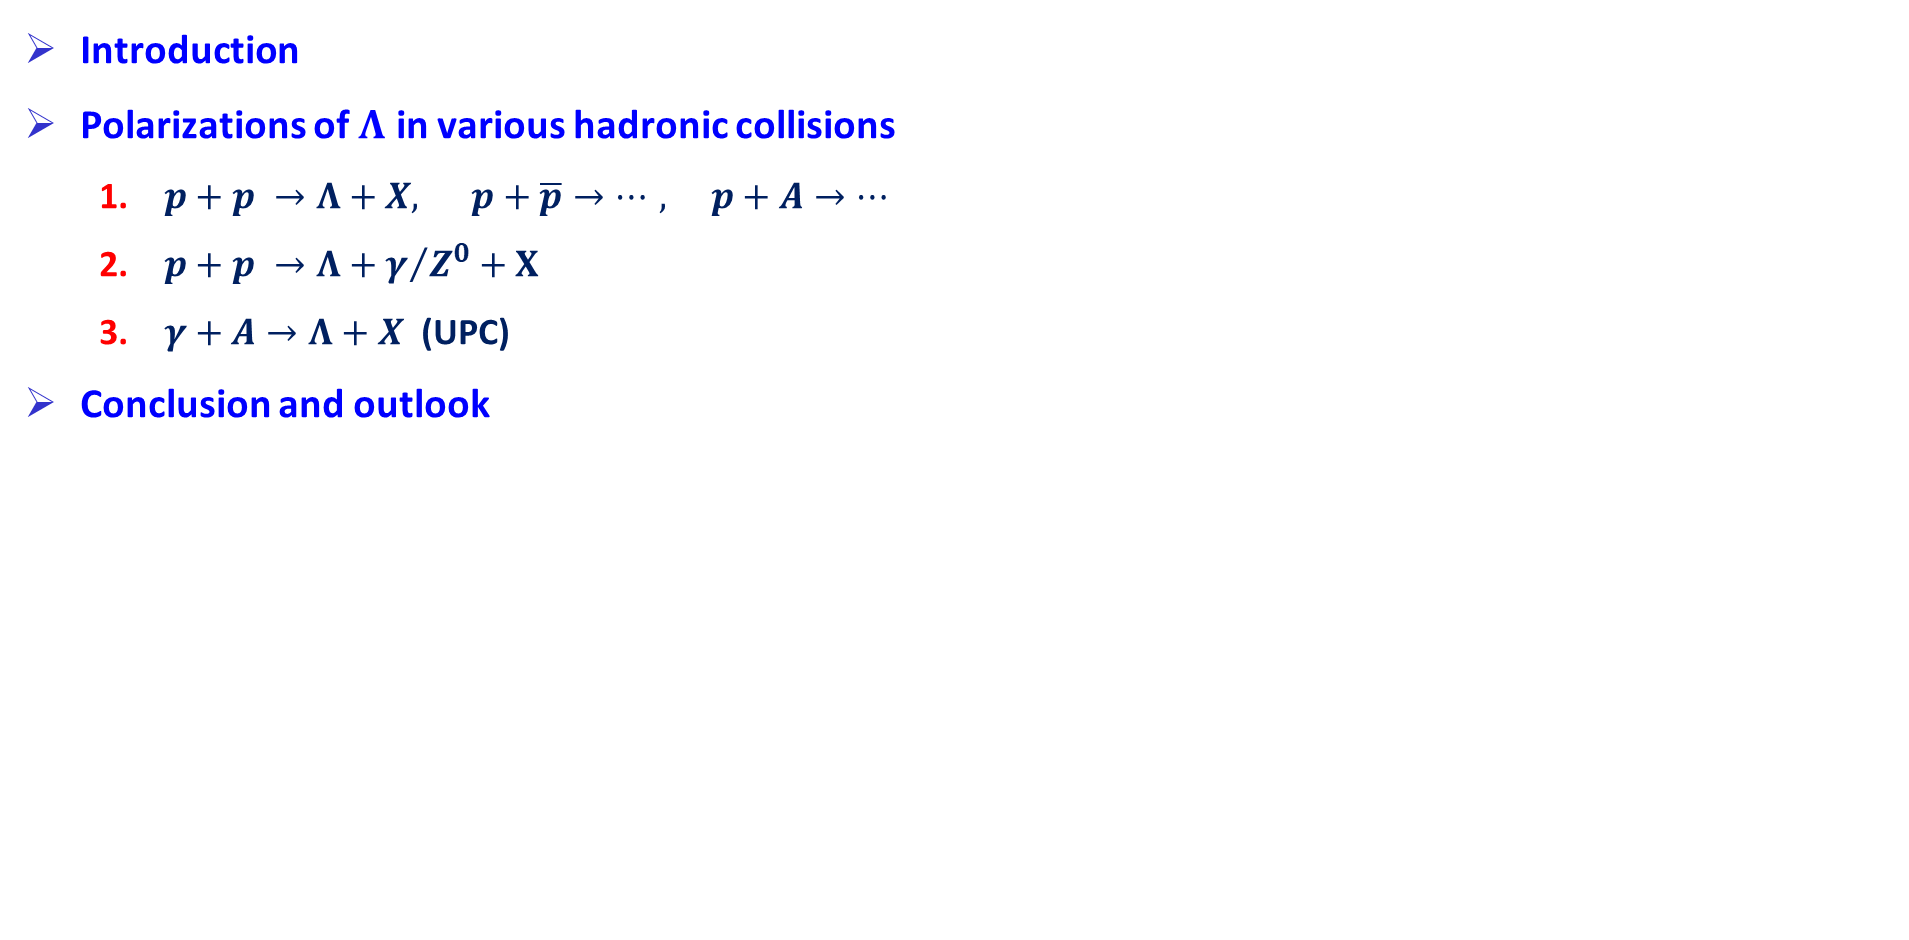 ➢ Introduction
➢ Polarizations of Λ in various hadronic collisions
1. p + p → Λ + X, p + p̅ → ⋯ , p + A → ⋯
2. p + p → Λ + γ/Z⁰ + X
3. γ + A → Λ + X (UPC)
➢ Conclusion and outlook